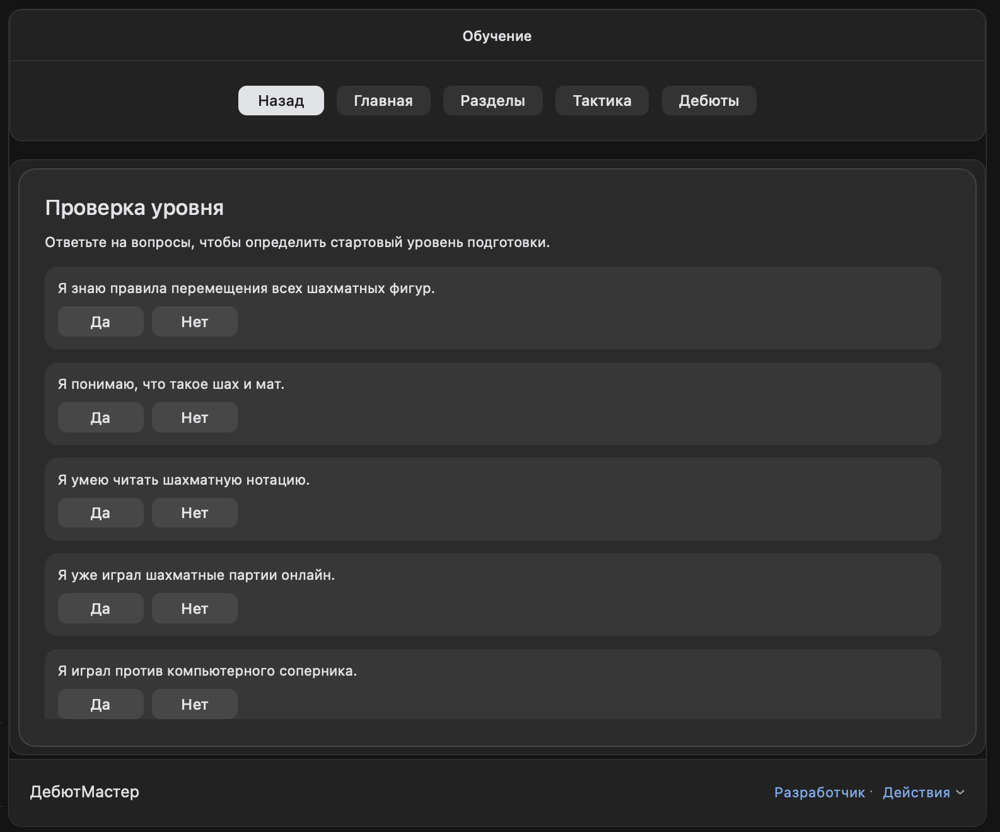 Обучение
Назад Главная Разделы Тактика Дебюты
Проверка уровня
Ответьте на вопросы, чтобы определить стартовый уровень подготовки.
Я знаю правила перемещения всех шахматных фигур.
Да Нет
Я понимаю, что такое шах и мат.
Да Нет
Я умею читать шахматную нотацию.
Да Нет
Я уже играл шахматные партии онлайн.
Да Нет
Я играл против компьютерного соперника.
Да Нет
ДебютМастер Разработчик · Действия